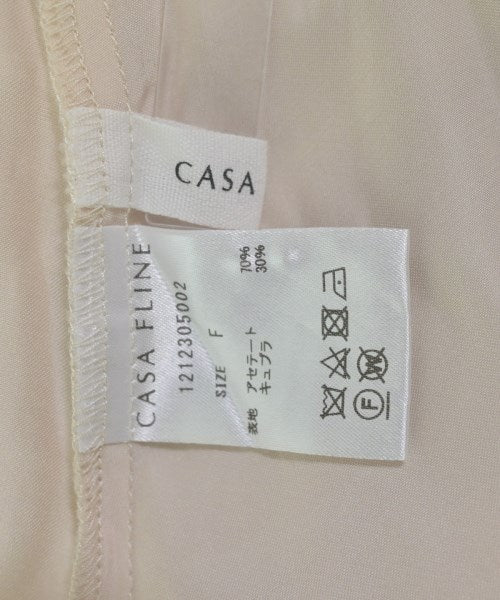 CASA
CASA FLINE
1212305002
SIZE F
表地 アセテート 70%
キュプラ 30%
F W